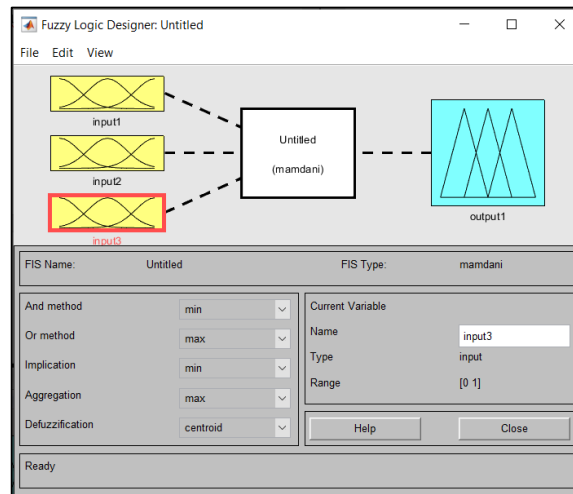 Fuzzy Logic Designer: Untitled
File Edit View
input1
input2
input3
Untitled
(mamdani)
output1
FIS Name: Untitled FIS Type: mamdani
And method min
Or method max
Implication min
Aggregation max
Defuzzification centroid
Current Variable
Name input3
Type input
Range [0 1]
Help Close
Ready